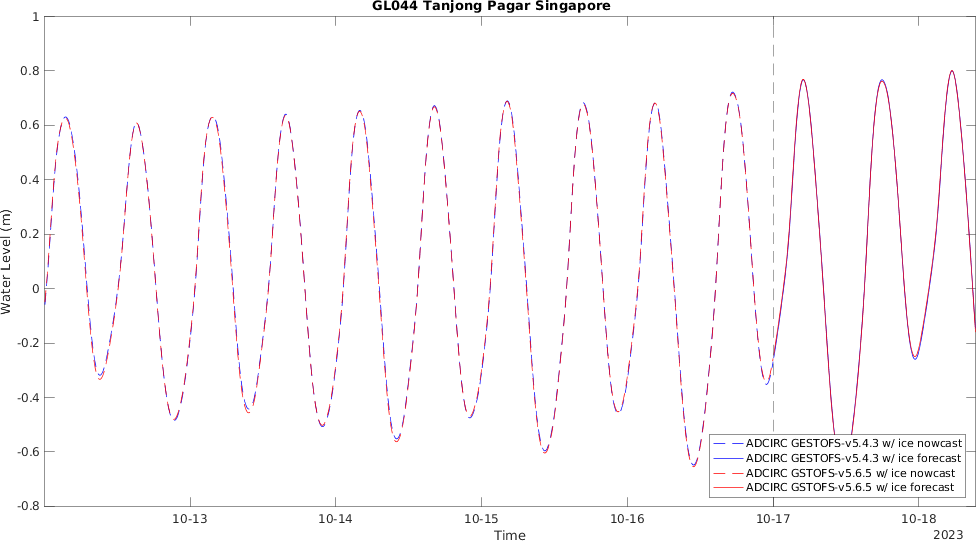 GL044 Tanjong Pagar Singapore
1
0.8
0.6
0.4
0.2
0
-0.2
-0.4
-0.6
-0.8
Water Level (m)
ADCIRC GESTOFS-v5.4.3 w/ ice nowcast
ADCIRC GESTOFS-v5.4.3 w/ ice forecast
ADCIRC GSTOFS-v5.6.5 w/ ice nowcast
ADCIRC GSTOFS-v5.6.5 w/ ice forecast
10-13 10-14 10-15 10-16 10-17 10-18
Time
2023